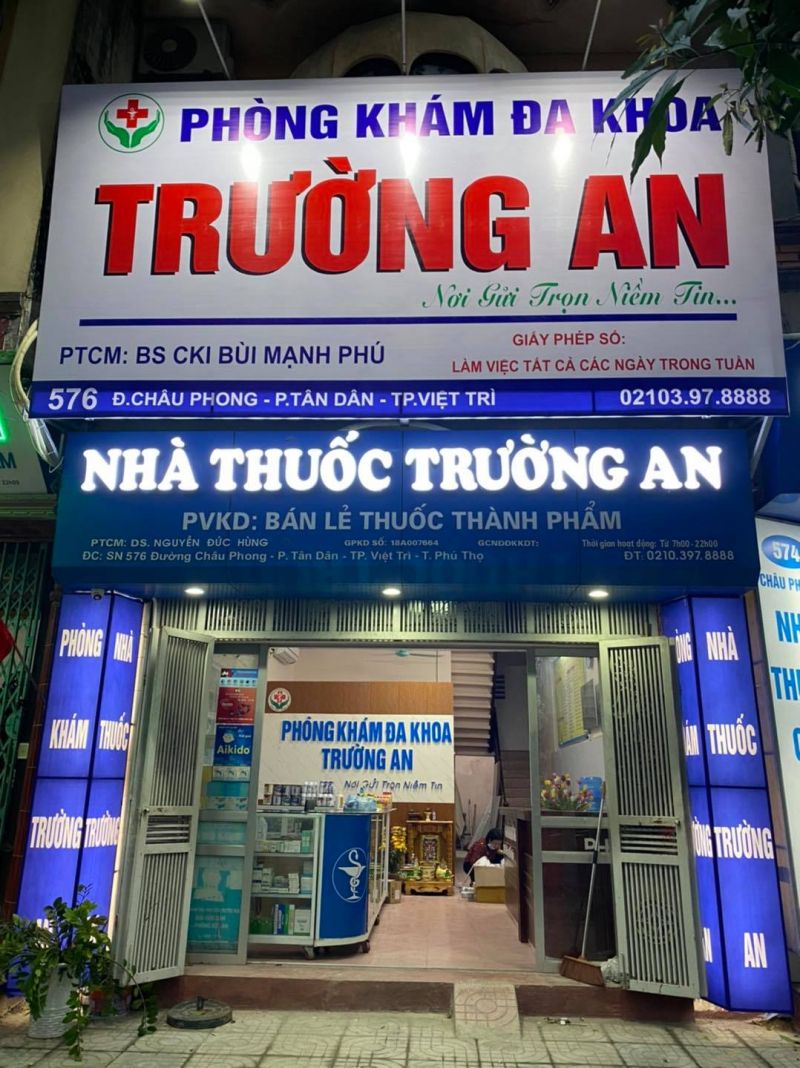 PHÒNG KHÁM ĐA KHOA
TRƯỜNG AN
Nơi Gửi Trọn Niềm Tin...
PTCM: BS CKI BÙI MẠNH PHÚ
GIẤY PHÉP SỐ:
LÀM VIỆC TẤT CẢ CÁC NGÀY TRONG TUẦN
576 Đ.CHÂU PHONG - P.TÂN DÂN - TP.VIỆT TRÌ
02103.97.8888
NHÀ THUỐC TRƯỜNG AN
PVKD: BÁN LẺ THUỐC THÀNH PHẨM
PTCM: DS. NGUYỄN ĐỨC HÙNG
GPKD SỐ: 18A007664
GCNĐĐKKDT:
Thời gian hoạt động: Từ 7h00 - 22h00
ĐC: SN 576 Đường Châu Phong - P. Tân Dân - TP. Việt Trì - T. Phú Thọ
ĐT: 0210.397.8888
574
CHÂU
PHÒNG
KHÁM
TRƯỜNG
NHÀ
THUỐC
TRƯỜNG
Aikido
PHÒNG KHÁM ĐA KHOA
TRƯỜNG AN
Nơi Gửi Trọn Niềm Tin
NHÀ
THUỐC
TRƯỜNG
AN